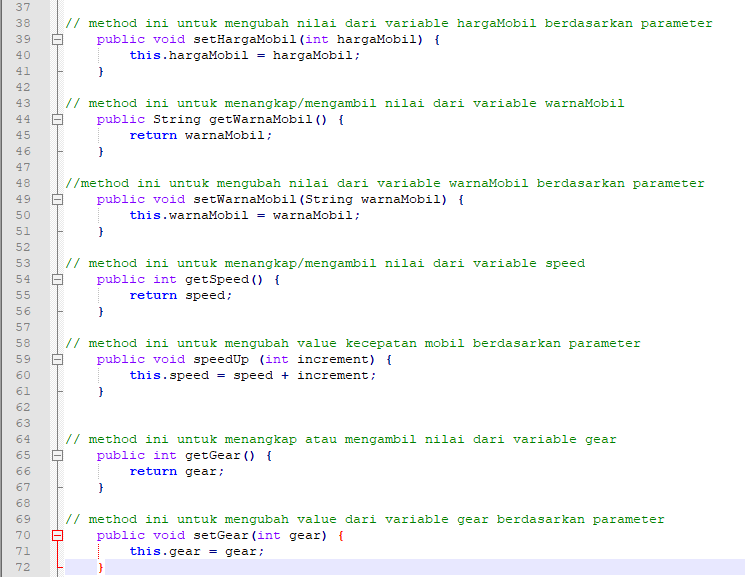 37
38 // method ini untuk mengubah nilai dari variable hargaMobil berdasarkan parameter
39 public void setHargaMobil(int hargaMobil) {
40 this.hargaMobil = hargaMobil;
41 }
42
43 // method ini untuk menangkap/mengambil nilai dari variable warnaMobil
44 public String getWarnaMobil() {
45 return warnaMobil;
46 }
47
48 //method ini untuk mengubah nilai dari variable warnaMobil berdasarkan parameter
49 public void setWarnaMobil(String warnaMobil) {
50 this.warnaMobil = warnaMobil;
51 }
52
53 // method ini untuk menangkap/mengambil nilai dari variable speed
54 public int getSpeed() {
55 return speed;
56 }
57
58 // method ini untuk mengubah value kecepatan mobil berdasarkan parameter
59 public void speedUp (int increment) {
60 this.speed = speed + increment;
61 }
62
63
64 // method ini untuk menangkap atau mengambil nilai dari variable gear
65 public int getGear() {
66 return gear;
67 }
68
69 // method ini untuk mengubah value dari variable gear berdasarkan parameter
70 public void setGear(int gear) {
71 this.gear = gear;
72 }